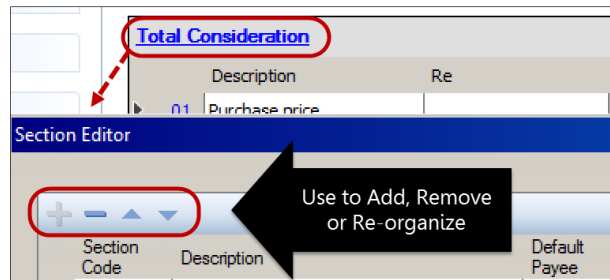 Total Consideration
Description Re
01 Purchase price
Section Editor
Use to Add, Remove
or Re-organize
Section
Code
Description
Default
Payee